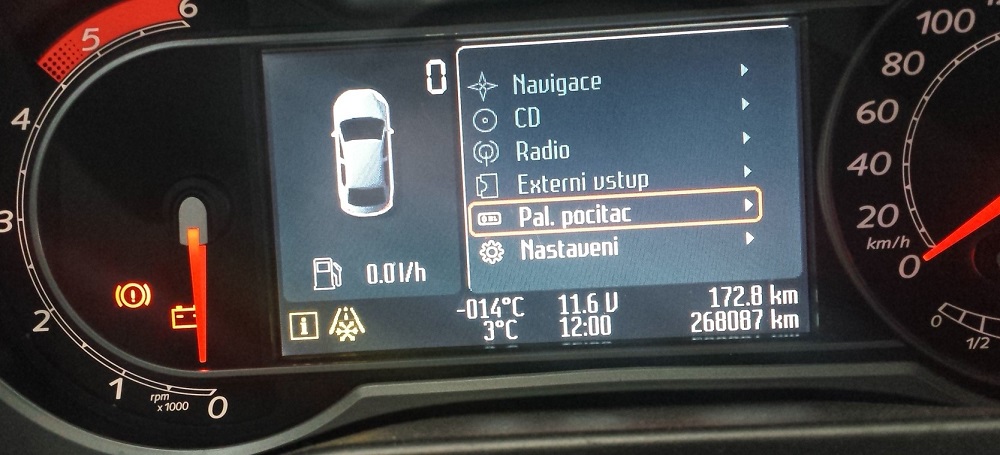 6
5
4
3
2
1
0
rpm
x1000
0
Navigace
CD
Radio
Externi vstup
Pal. pocitac
Nastaveni
0.0 l/h
i
-014°C 11.6 V 172.8 km
3°C 12:00 268087 km
100
80
60
40
20
km/h
0
0
1/2